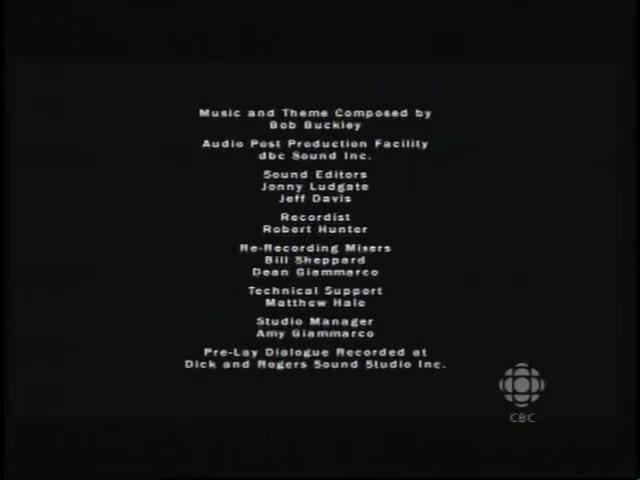 Music and Theme Composed by
Bob Buckley
Audio Post Production Facility
dbc Sound Inc.
Sound Editors
Jonny Ludgate
Jeff Davis
Recordist
Robert Hunter
Re-Recording Mixers
Bill Sheppard
Dean Giammarco
Technical Support
Matthew Hale
Studio Manager
Amy Giammarco
Pre-Lay Dialogue Recorded at
Dick and Rogers Sound Studio Inc.
CBC